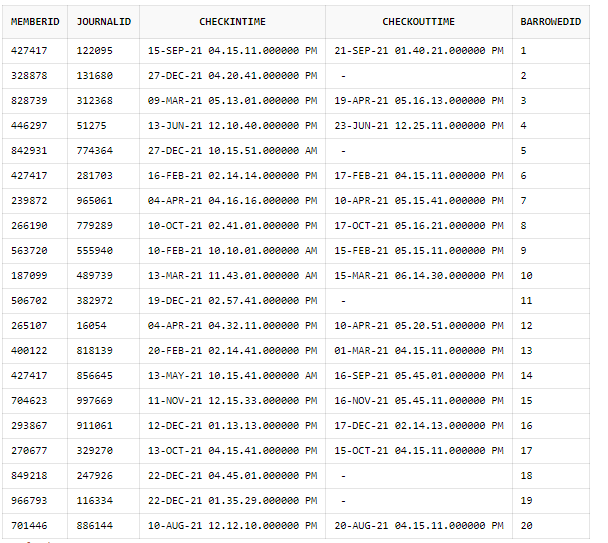 MEMBERID JOURNALID CHECKINTIME CHECKOUTTIME BARROWEDID
427417 122095 15-SEP-21 04.15.11.000000 PM 21-SEP-21 01.40.21.000000 PM 1
328878 131680 27-DEC-21 04.20.41.000000 PM - 2
828739 312368 09-MAR-21 05.13.01.000000 PM 19-APR-21 05.16.13.000000 PM 3
446297 51275 13-JUN-21 12.10.40.000000 PM 23-JUN-21 12.25.11.000000 PM 4
842931 774364 27-DEC-21 10.15.51.000000 AM - 5
427417 281703 16-FEB-21 02.14.14.000000 PM 17-FEB-21 04.15.11.000000 PM 6
239872 965061 04-APR-21 04.16.16.000000 PM 10-APR-21 05.15.41.000000 PM 7
266190 779289 10-OCT-21 02.41.01.000000 PM 17-OCT-21 05.16.21.000000 PM 8
563720 555940 10-FEB-21 10.10.01.000000 AM 15-FEB-21 05.15.11.000000 PM 9
187099 489739 13-MAR-21 11.43.01.000000 AM 15-MAR-21 06.14.30.000000 PM 10
506702 382972 19-DEC-21 02.57.41.000000 PM - 11
265107 16054 04-APR-21 04.32.11.000000 PM 10-APR-21 05.20.51.000000 PM 12
400122 818139 20-FEB-21 02.14.41.000000 PM 01-MAR-21 04.15.11.000000 PM 13
427417 856645 13-MAY-21 10.15.41.000000 AM 16-SEP-21 05.45.01.000000 PM 14
704623 997669 11-NOV-21 12.15.33.000000 PM 16-NOV-21 05.45.11.000000 PM 15
293867 911061 12-DEC-21 01.13.13.000000 PM 17-DEC-21 02.14.13.000000 PM 16
270677 329270 13-OCT-21 04.15.41.000000 PM 15-OCT-21 04.15.11.000000 PM 17
849218 247926 22-DEC-21 04.45.01.000000 PM - 18
966793 116334 22-DEC-21 01.35.29.000000 PM - 19
701446 886144 10-AUG-21 12.12.10.000000 PM 20-AUG-21 04.15.11.000000 PM 20